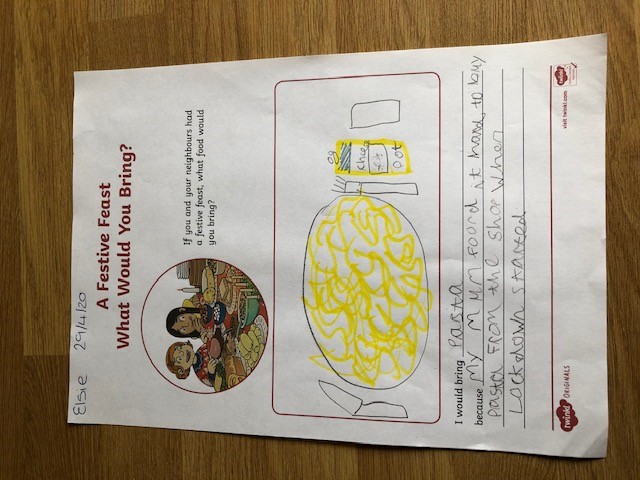 Elsie 29/4/20
A Festive Feast
What Would You Bring?
If you and your neighbours had
a festive feast, what food would
you bring?
I would bring pasta
because My Mum Foond it hard to buy
pasta From the shop when
Lockdown started
twinkl ORIGINALS
visit twinkl.com
twinkl